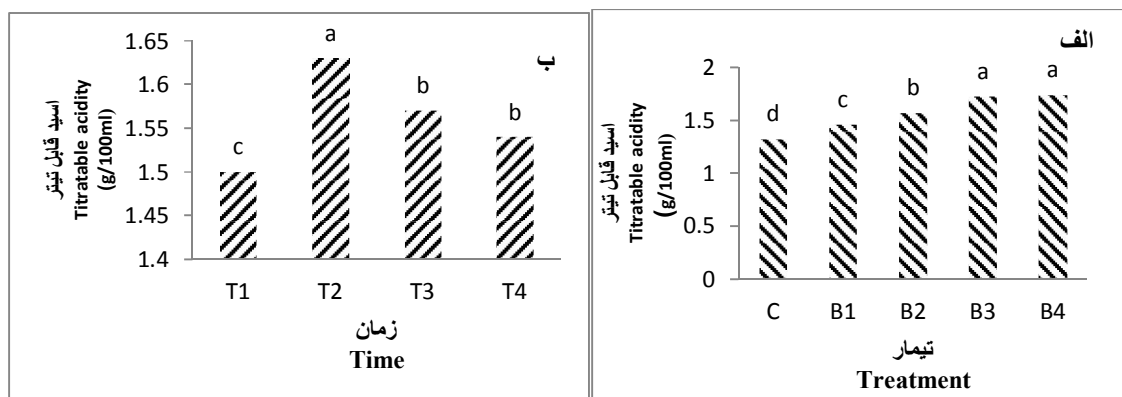 ب
اسید قابل تیتر
Titratable acidity
(g/100ml)
1.65
1.6
1.55
1.5
1.45
1.4
c
a
b
b
T1
T2
T3
T4
زمان
Time
الف
اسید قابل تیتر
Titratable acidity
(g/100ml)
2
1.5
1
0.5
0
d
c
b
a
a
C
B1
B2
B3
B4
تیمار
Treatment